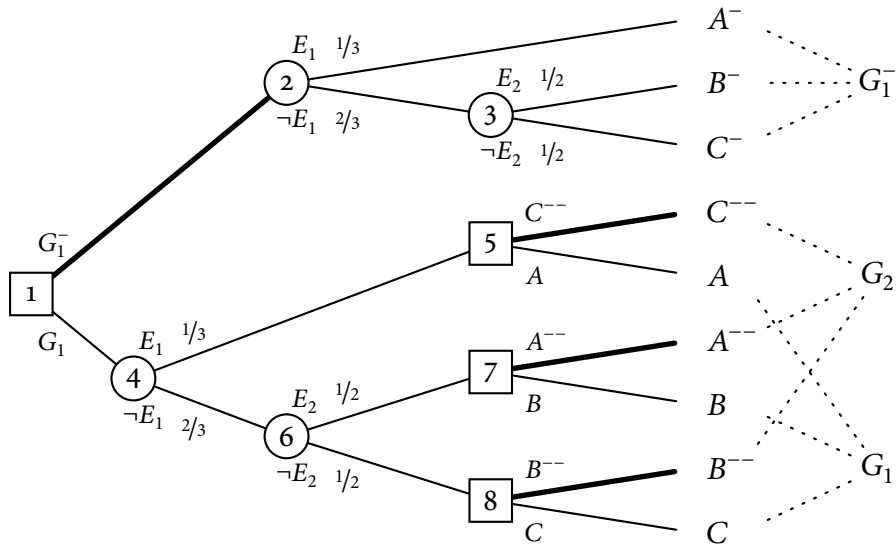 A⁻
E₁ 1/3
2
E₂ 1/2
B⁻
G₁⁻
¬E₁ 2/3
3
¬E₂ 1/2
C⁻
C⁻⁻
C⁻⁻
G₁⁻
5
1
A
A
G₂
G₁
E₁ 1/3
A⁻⁻
A⁻⁻
4
E₂ 1/2
7
¬E₁ 2/3
B
B
6
B⁻⁻
B⁻⁻
G₁
¬E₂ 1/2
8
C
C